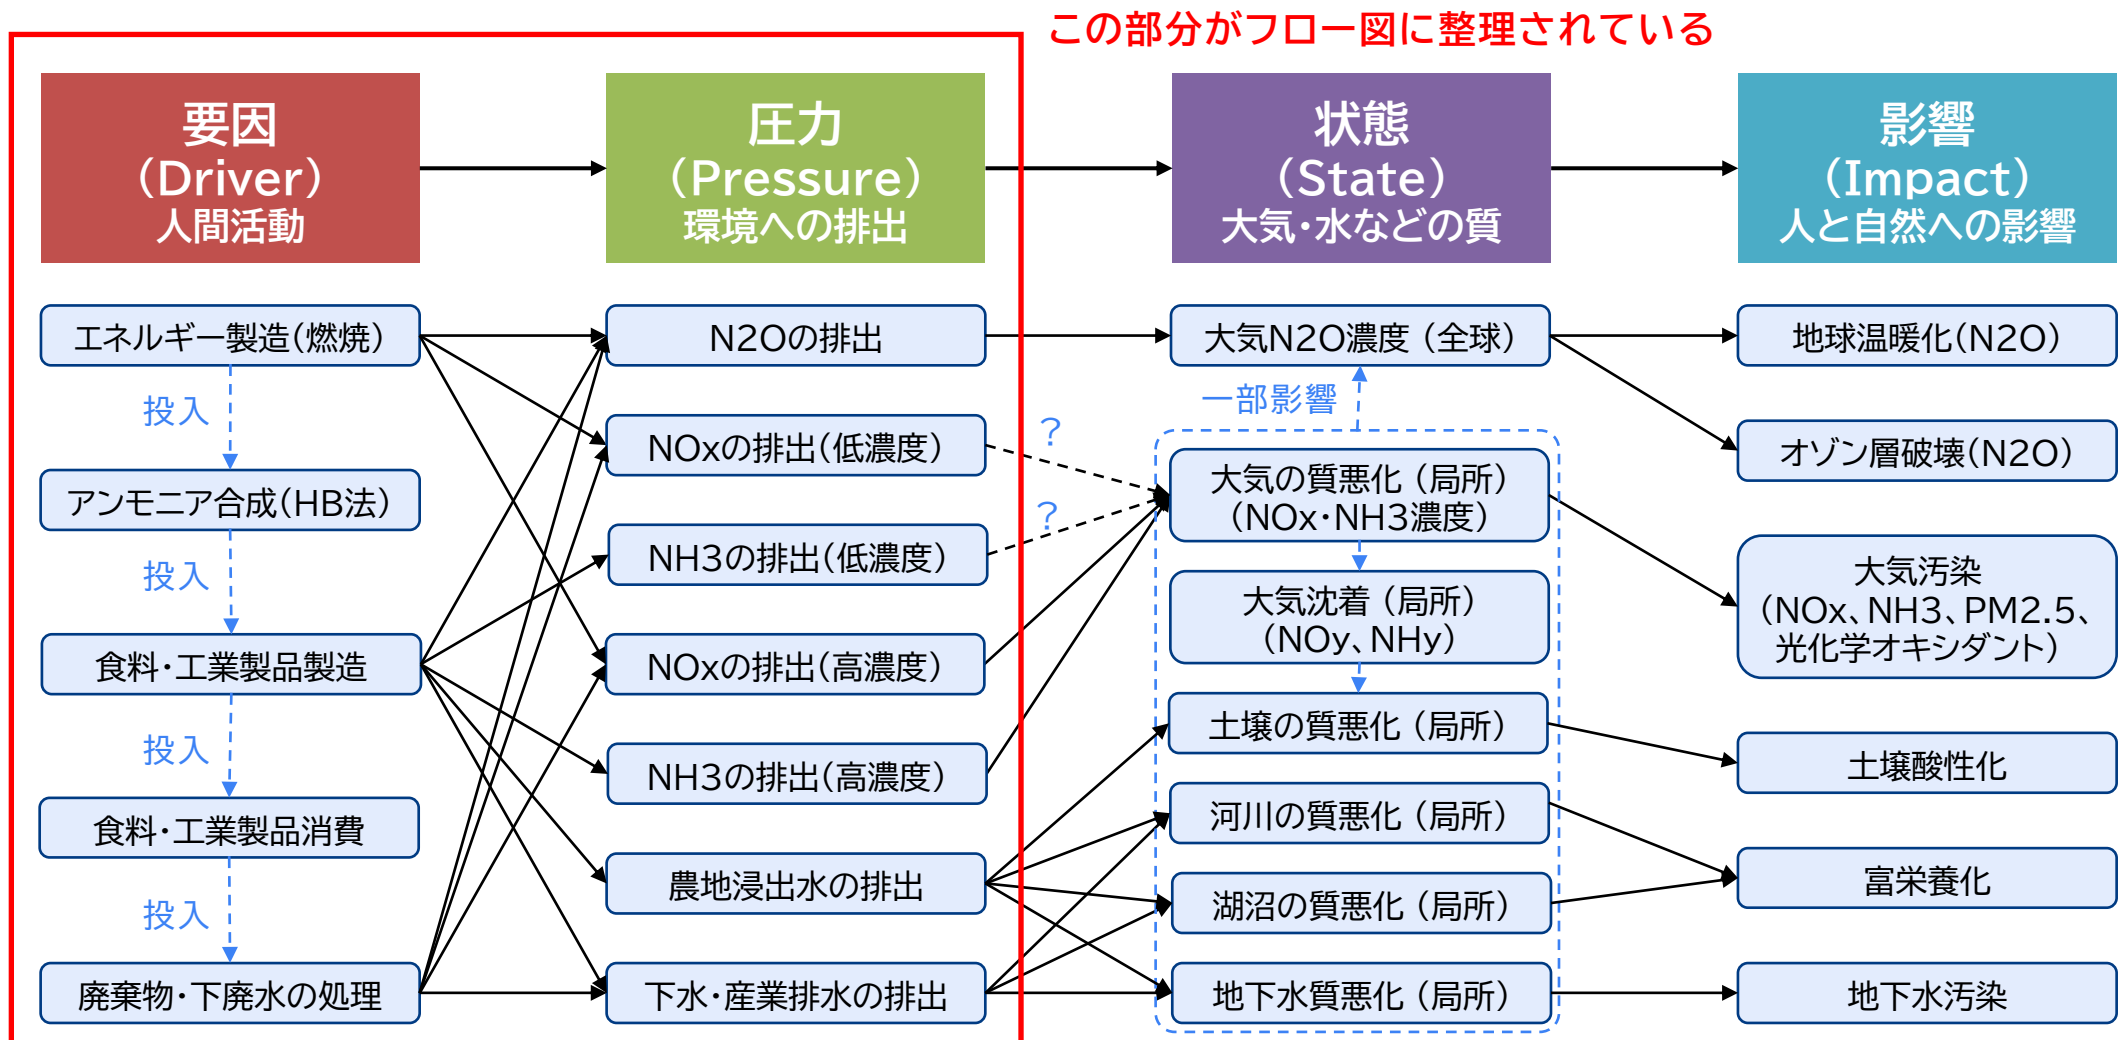 この部分がフロー図に整理されている
要因
（Driver）
人間活動
圧力
（Pressure）
環境への排出
状態
（State）
大気・水などの質
影響
（Impact）
人と自然への影響
エネルギー製造（燃焼）
投入
アンモニア合成（HB法）
投入
食料・工業製品製造
投入
食料・工業製品消費
投入
廃棄物・下廃水の処理
N2Oの排出
NOxの排出（低濃度）
NH3の排出（低濃度）
NOxの排出（高濃度）
NH3の排出（高濃度）
農地浸出水の排出
下水・産業排水の排出
？
？
大気N2O濃度（全球）
一部影響
大気の質悪化（局所）
（NOx・NH3濃度）
大気沈着（局所）
（NOy、NHy）
土壌の質悪化（局所）
河川の質悪化（局所）
湖沼の質悪化（局所）
地下水質悪化（局所）
地球温暖化（N2O）
オゾン層破壊（N2O）
大気汚染
（NOx、NH3、PM2.5、
光化学オキシダント）
土壌酸性化
富栄養化
地下水汚染